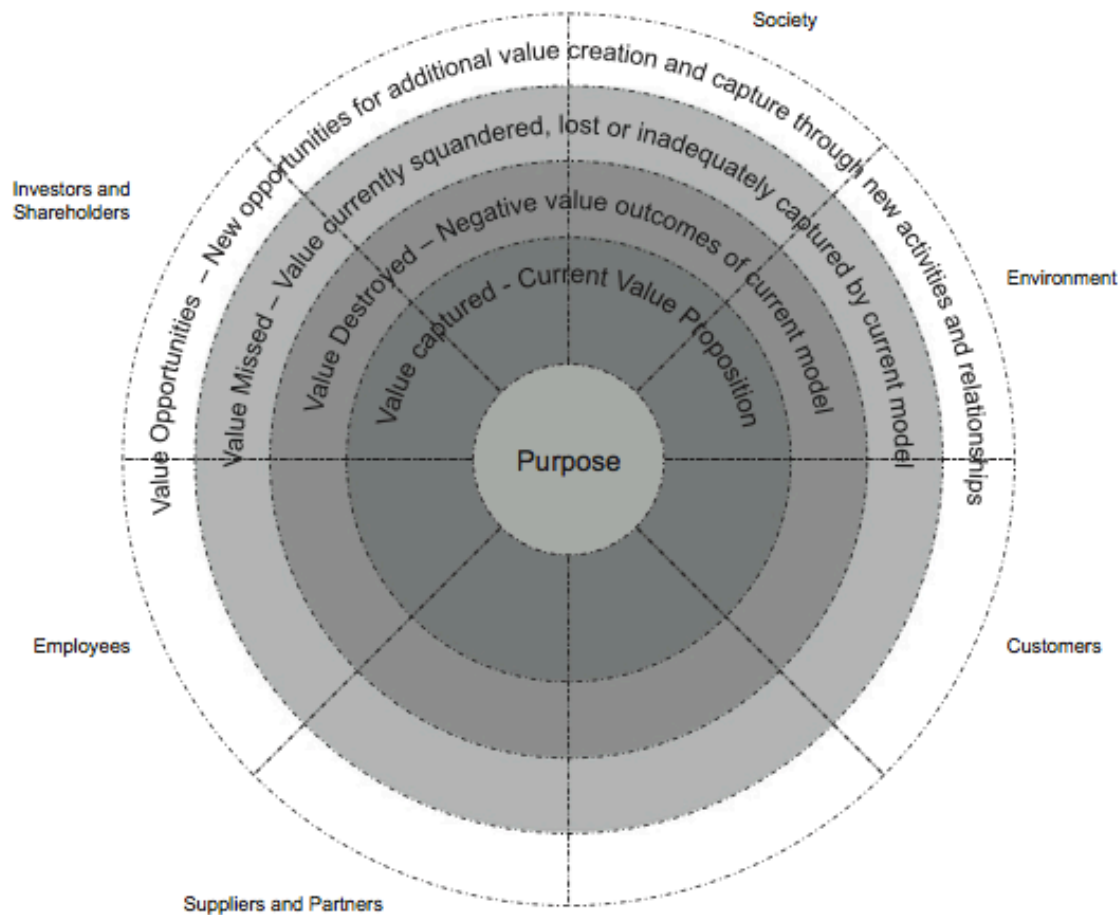 Society
Value Opportunities – New opportunities for additional value creation and capture through new activities and relationships
Value Missed – Value currently squandered, lost or inadequately captured by current model
Value Destroyed – Negative value outcomes of current model
Value captured - Current Value Proposition
Investors and
Shareholders
Environment
Purpose
Employees
Customers
Suppliers and Partners